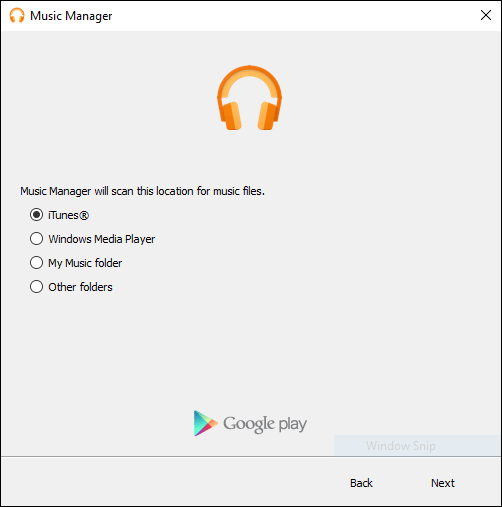 Music Manager
Music Manager will scan this location for music files.
iTunes®
Windows Media Player
My Music folder
Other folders
Google play
Window Snip
Back
Next